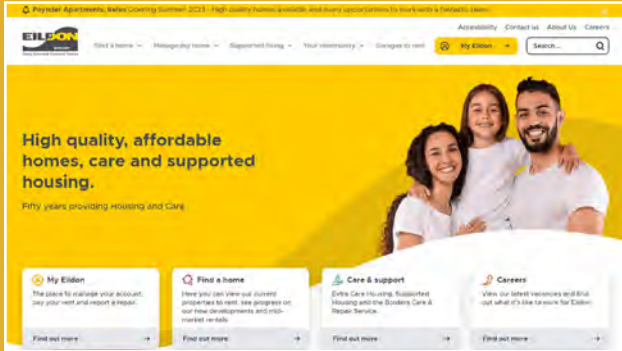 Poynder Apartments, Kelso Coming Summer 2023 - High quality homes available and many opportunities to work with a fantastic team.
Accessibility Contact us About Us Careers
EILDON
Find a home Manage my home Supported living Your community Garages to rent My Eildon Search...
High quality, affordable
homes, care and supported
housing.
Fifty years providing Housing and Care
My Eildon
The place to manage your account,
pay your rent and report a repair.
Find out more
Find a home
Here you can view our current
properties to rent, see progress on
our new developments and mid-
market rentals.
Find out more
Care & support
Extra Care Housing, Supported
Housing and the Borders Care &
Repair Service.
Find out more
Careers
View our latest vacancies and find
out what it's like to work for Eildon.
Find out more